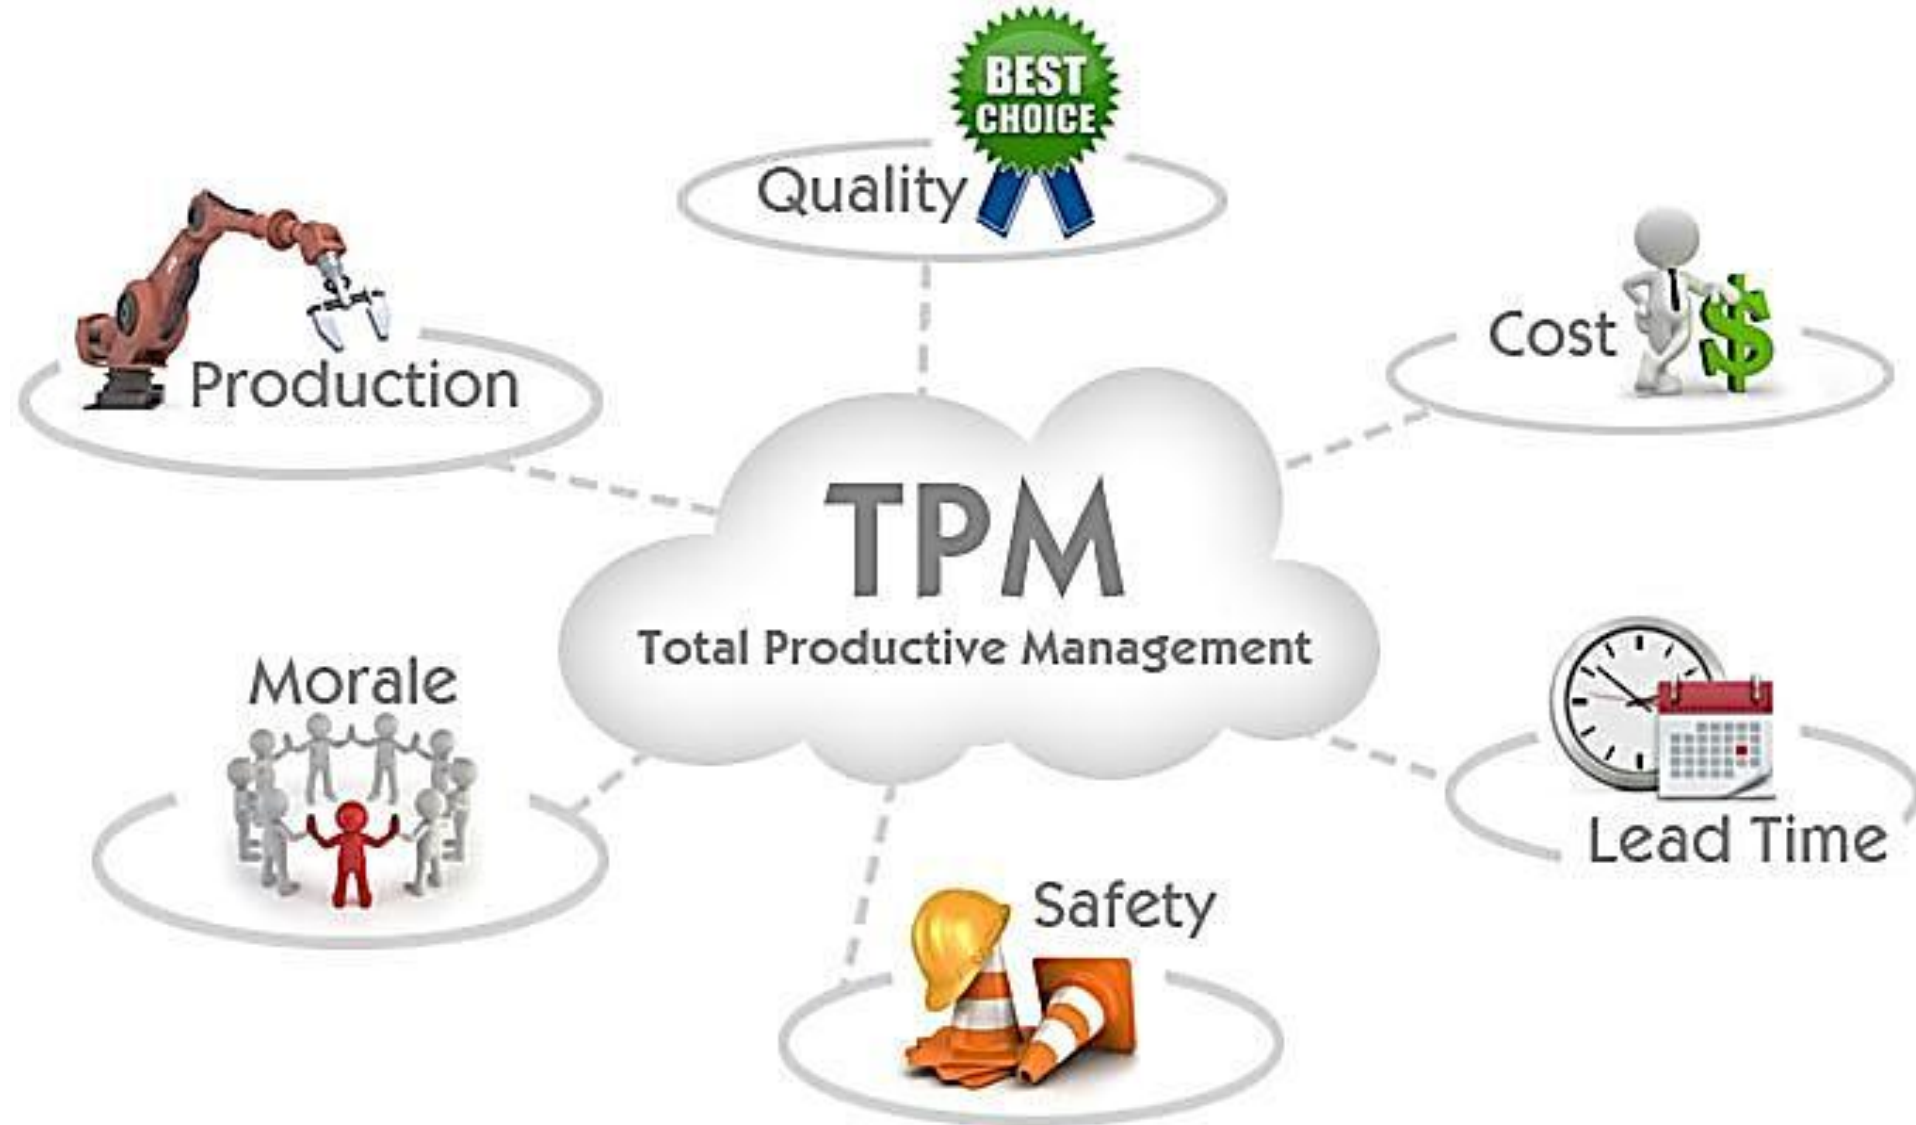 BEST
CHOICE
Quality
Production
Cost
TPM
Total Productive Management
Morale
Lead Time
Safety